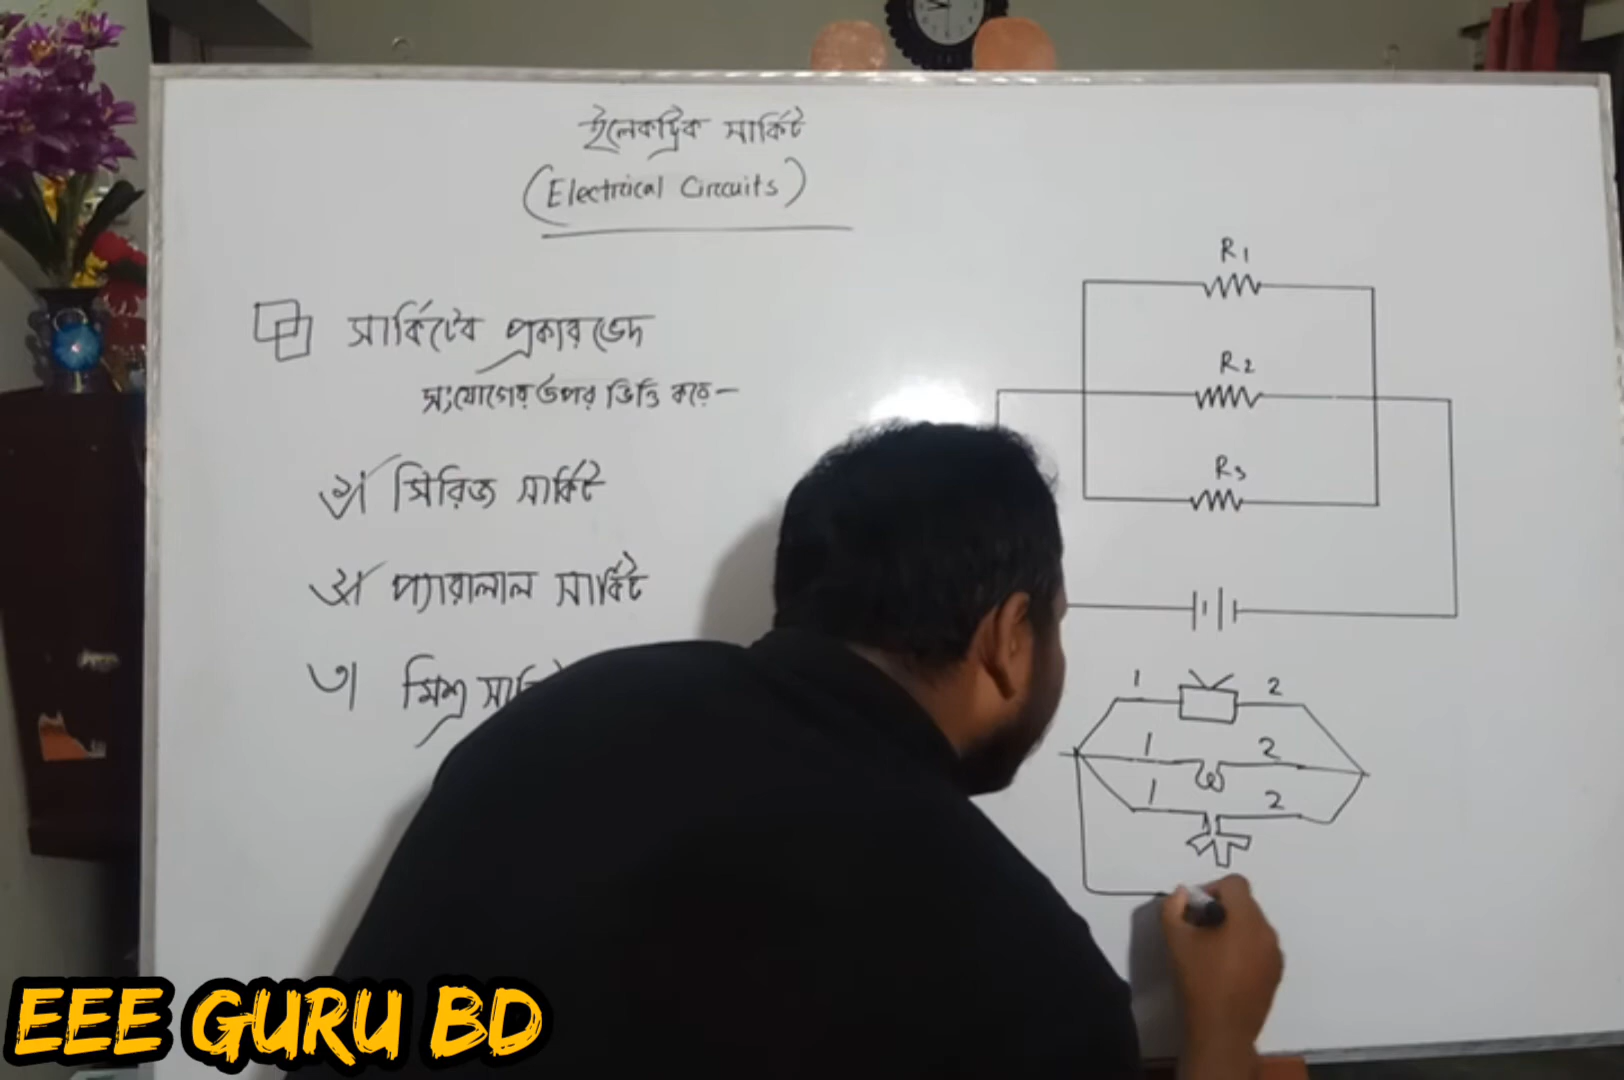 ইলেকট্রিক সার্কিট
(Electrical Circuits)
সার্কিটের প্রকারভেদ
সংযোগের উপর ভিত্তি করে-
১। সিরিজ সার্কিট
২। প্যারালাল সার্কিট
৩। মিশ্র
R1
R2
R3
1 2
1 2
1 2
EEE GURU BD